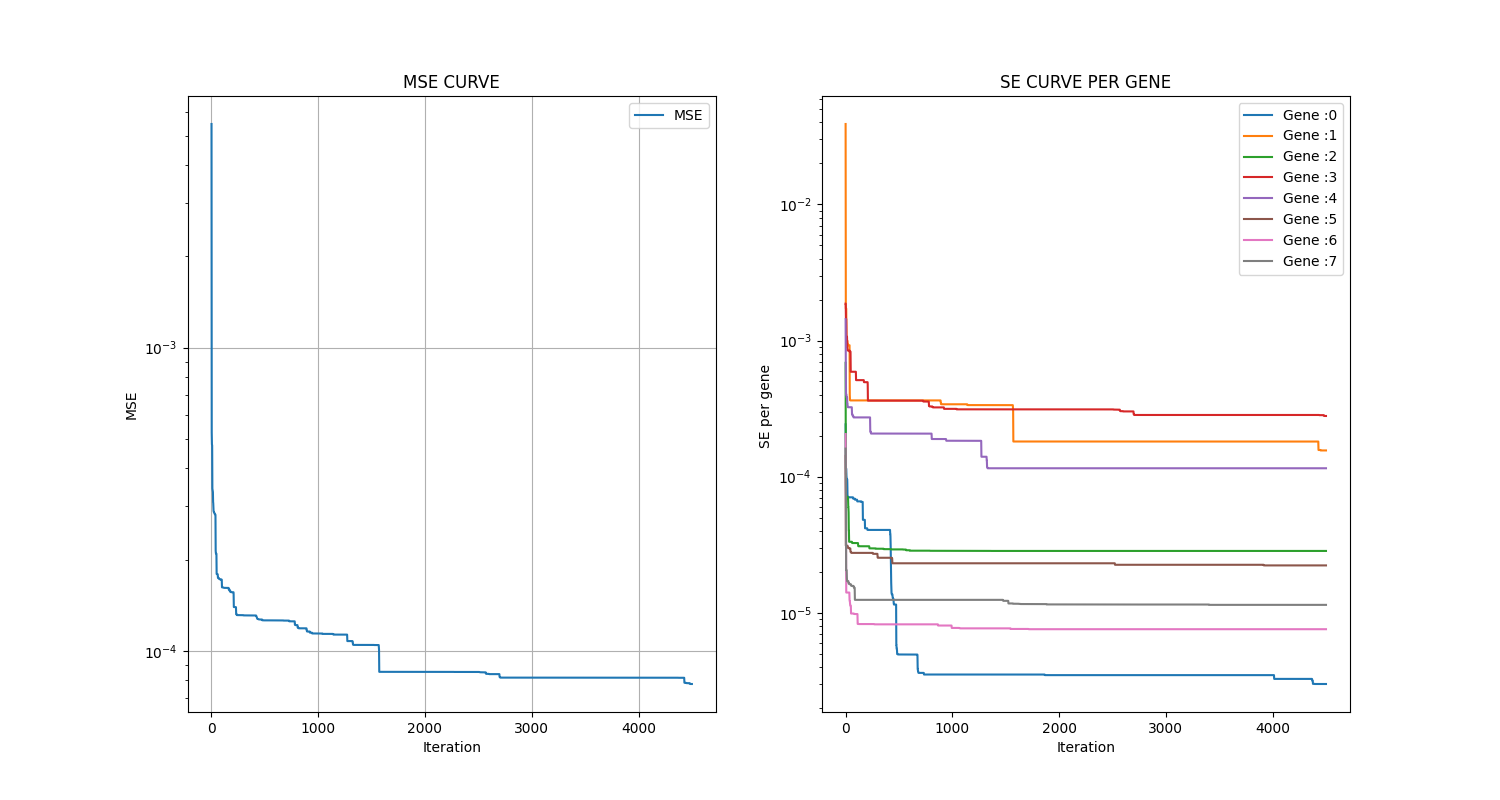 MSE CURVE
MSE
10^-3
10^-4
MSE
0 1000 2000 3000 4000
Iteration
SE CURVE PER GENE
Gene :0
Gene :1
Gene :2
Gene :3
Gene :4
Gene :5
Gene :6
Gene :7
10^-2
10^-3
10^-4
10^-5
SE per gene
0 1000 2000 3000 4000
Iteration